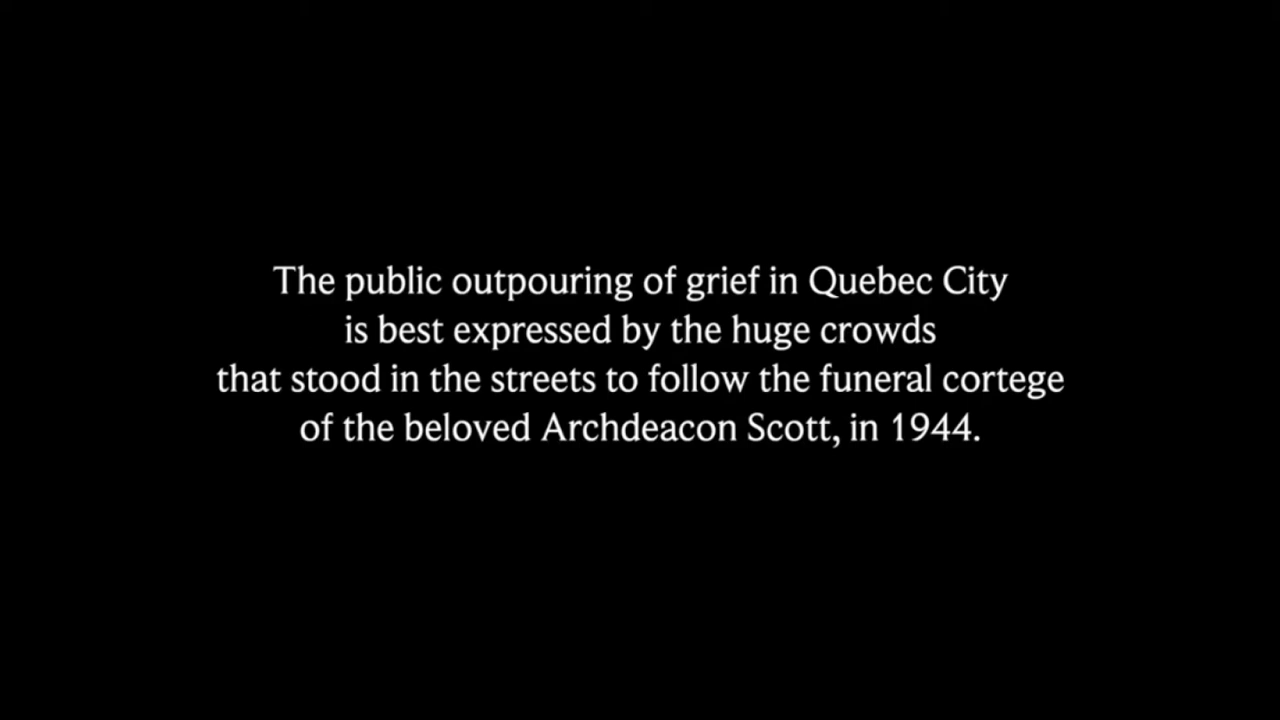 The public outpouring of grief in Quebec City
is best expressed by the huge crowds
that stood in the streets to follow the funeral cortege
of the beloved Archdeacon Scott, in 1944.